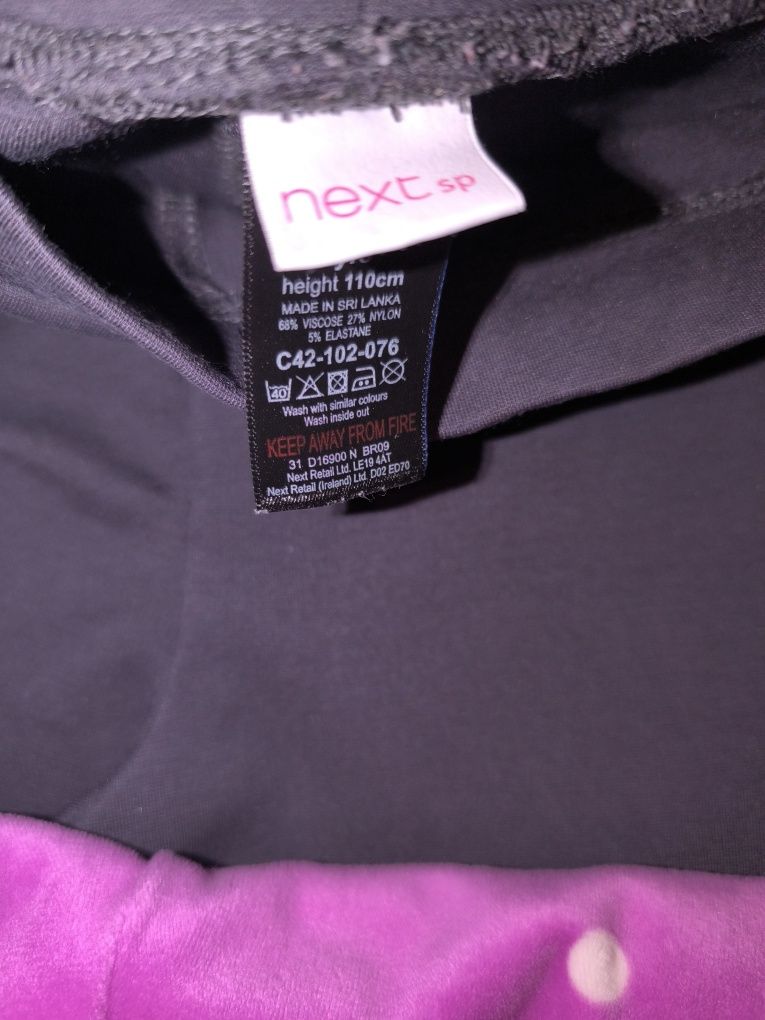 next sp
height 110cm
MADE IN SRI LANKA
68% VISCOSE 27% NYLON
5% ELASTANE
C42-102-076
40
Wash with similar colours
Wash inside out
KEEP AWAY FROM FIRE
31 D16900 N BR09
Next Retail Ltd. LE19 4AT
Next Retail (Ireland) Ltd. D02 ED70